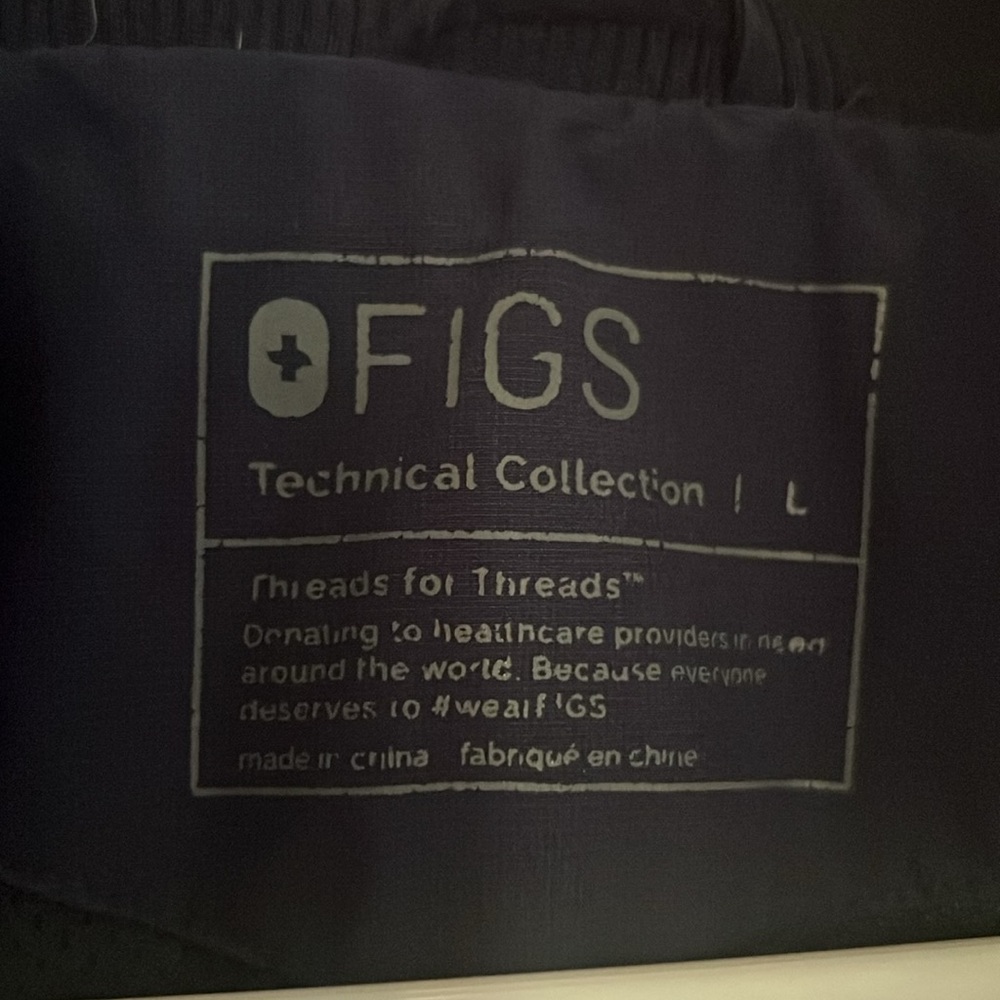 FIGS
Technical Collection | L
Threads for Threads™
Donating to healthcare providers in need
around the world. Because everyone
deserves to #wearFIGS
made in china fabriqué en chine